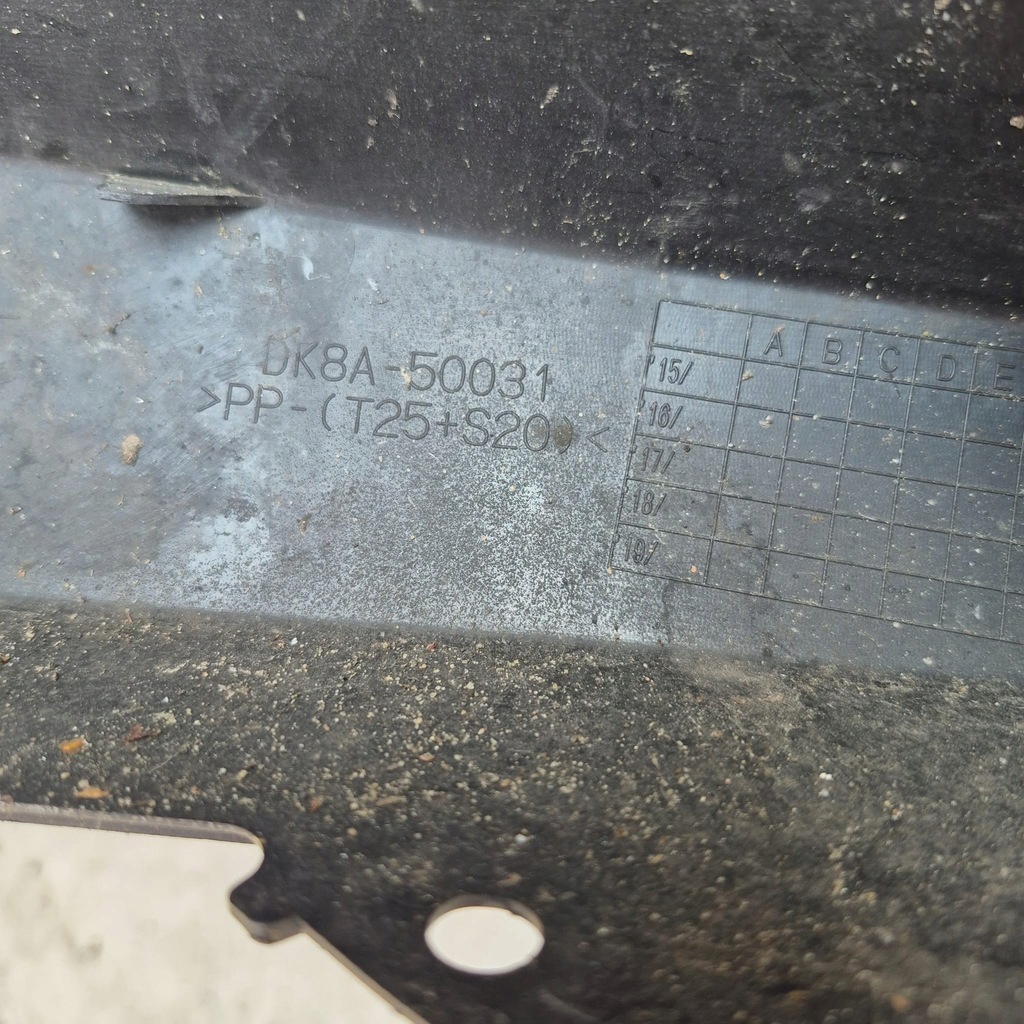 DK8A-50031
>PP-(T25+S20)<
A B C D E
'15/
'16/
'17/
'18/
'19/